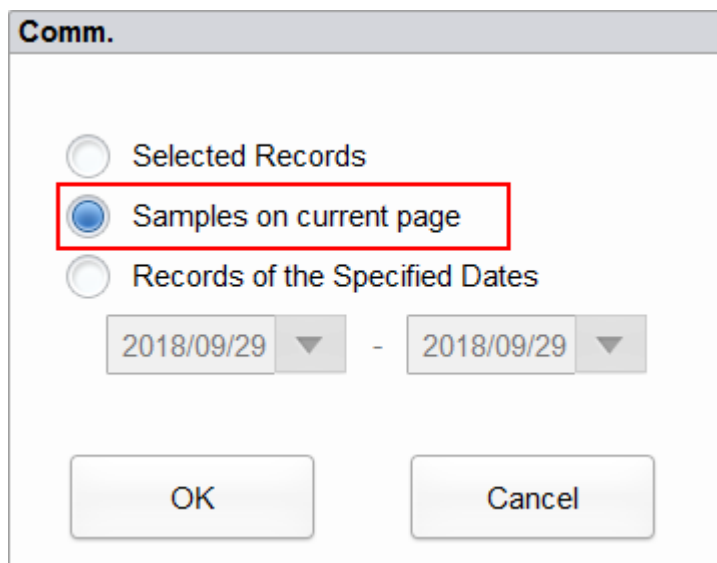 Comm.
Selected Records
Samples on current page
Records of the Specified Dates
2018/09/29 - 2018/09/29
OK Cancel